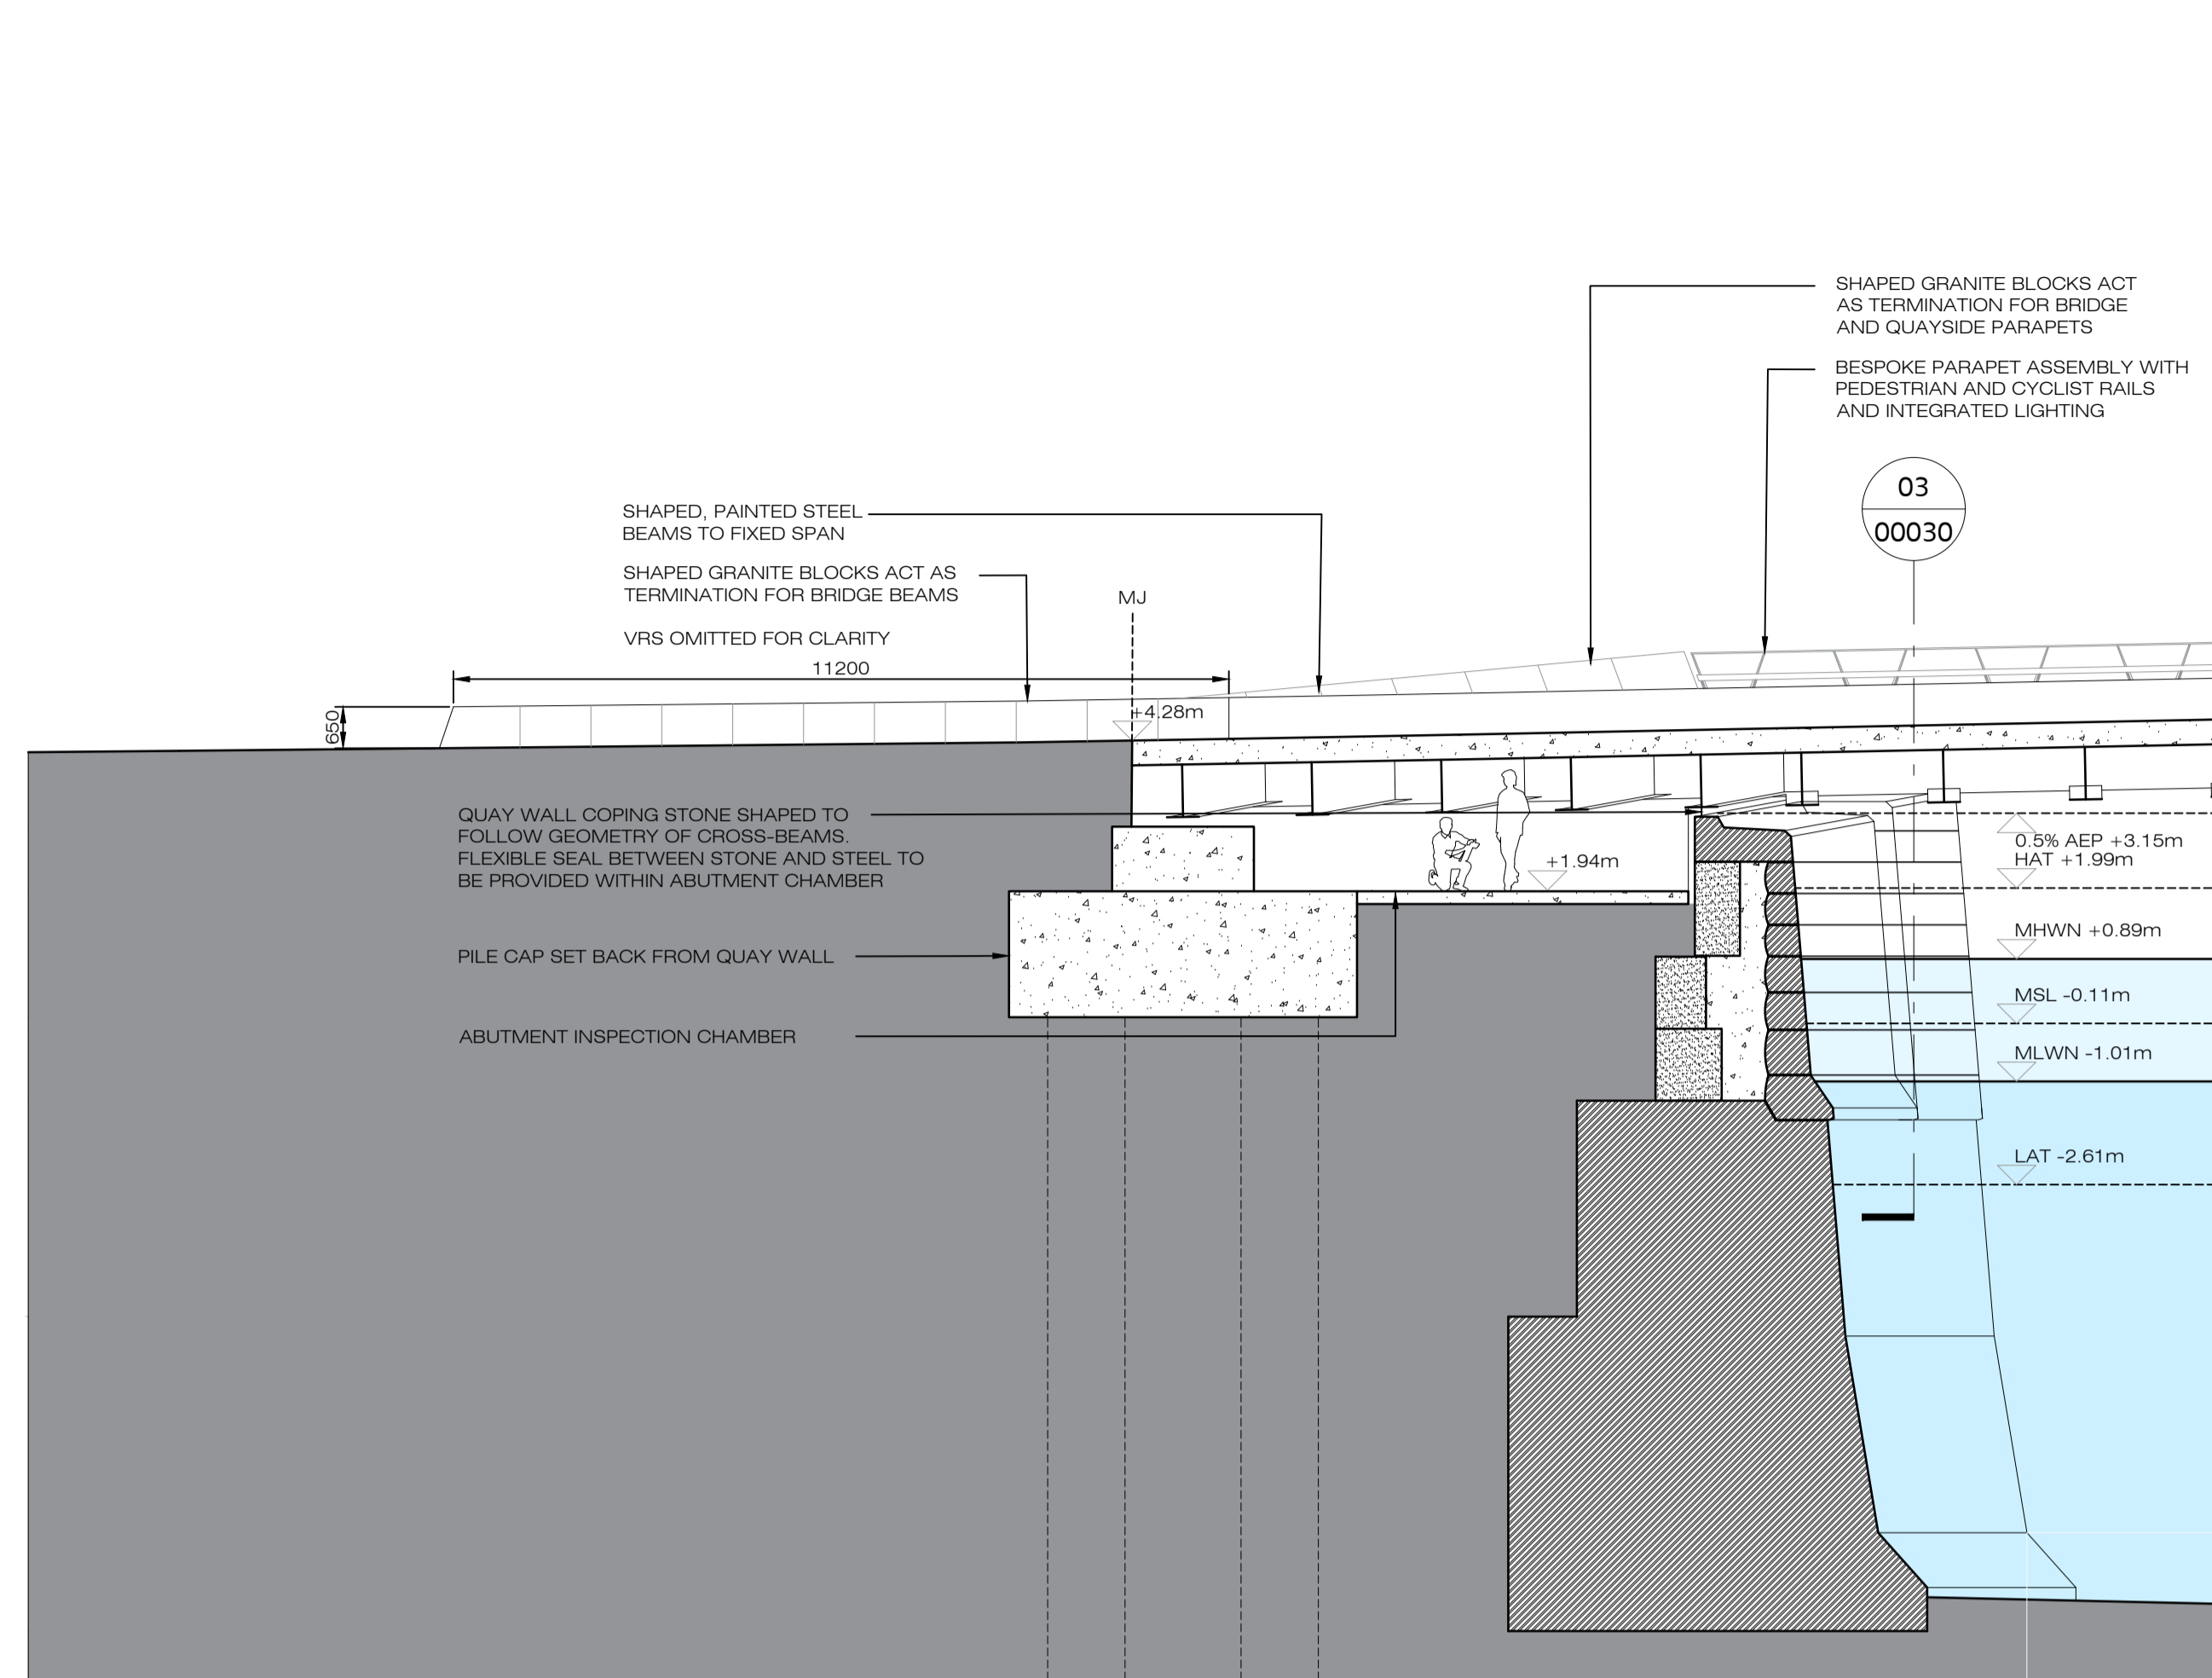 SHAPED GRANITE BLOCKS ACT
AS TERMINATION FOR BRIDGE
AND QUAYSIDE PARAPETS
BESPOKE PARAPET ASSEMBLY WITH
PEDESTRIAN AND CYCLIST RAILS
AND INTEGRATED LIGHTING
03
00030
SHAPED, PAINTED STEEL
BEAMS TO FIXED SPAN
SHAPED GRANITE BLOCKS ACT AS
TERMINATION FOR BRIDGE BEAMS
MJ
VRS OMITTED FOR CLARITY
11200
650
+4.28m
QUAY WALL COPING STONE SHAPED TO
FOLLOW GEOMETRY OF CROSS-BEAMS.
FLEXIBLE SEAL BETWEEN STONE AND STEEL TO
BE PROVIDED WITHIN ABUTMENT CHAMBER
+1.94m
0.5% AEP +3.15m
HAT +1.99m
MHWN +0.89m
PILE CAP SET BACK FROM QUAY WALL
MSL -0.11m
ABUTMENT INSPECTION CHAMBER
MLWN -1.01m
LAT -2.61m